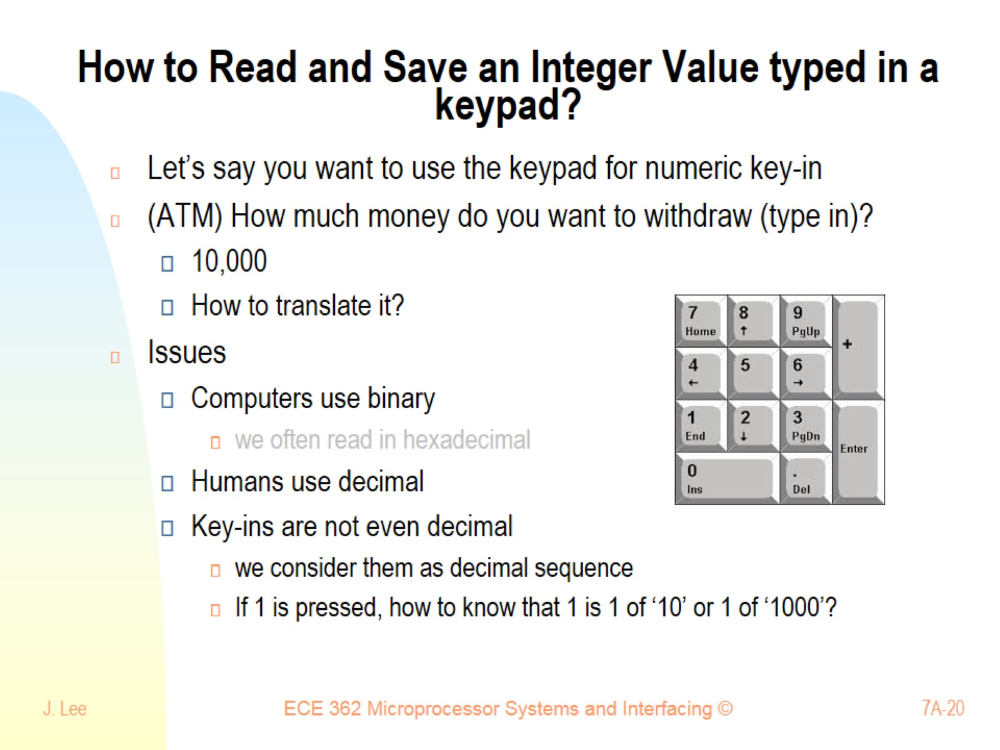 How to Read and Save an Integer Value typed in a
keypad?
Let's say you want to use the keypad for numeric key-in
(ATM) How much money do you want to withdraw (type in)?
10,000
How to translate it?
Issues
Computers use binary
we often read in hexadecimal
Humans use decimal
Key-ins are not even decimal
we consider them as decimal sequence
If 1 is pressed, how to know that 1 is 1 of ‘10’ or 1 of ‘1000’?
7 8 9
Home ↑ PgUp
+
4 5 6
← →
1 2 3
End ↓ PgDn
Enter
0 .
Ins Del
J. Lee ECE 362 Microprocessor Systems and Interfacing © 7A-20